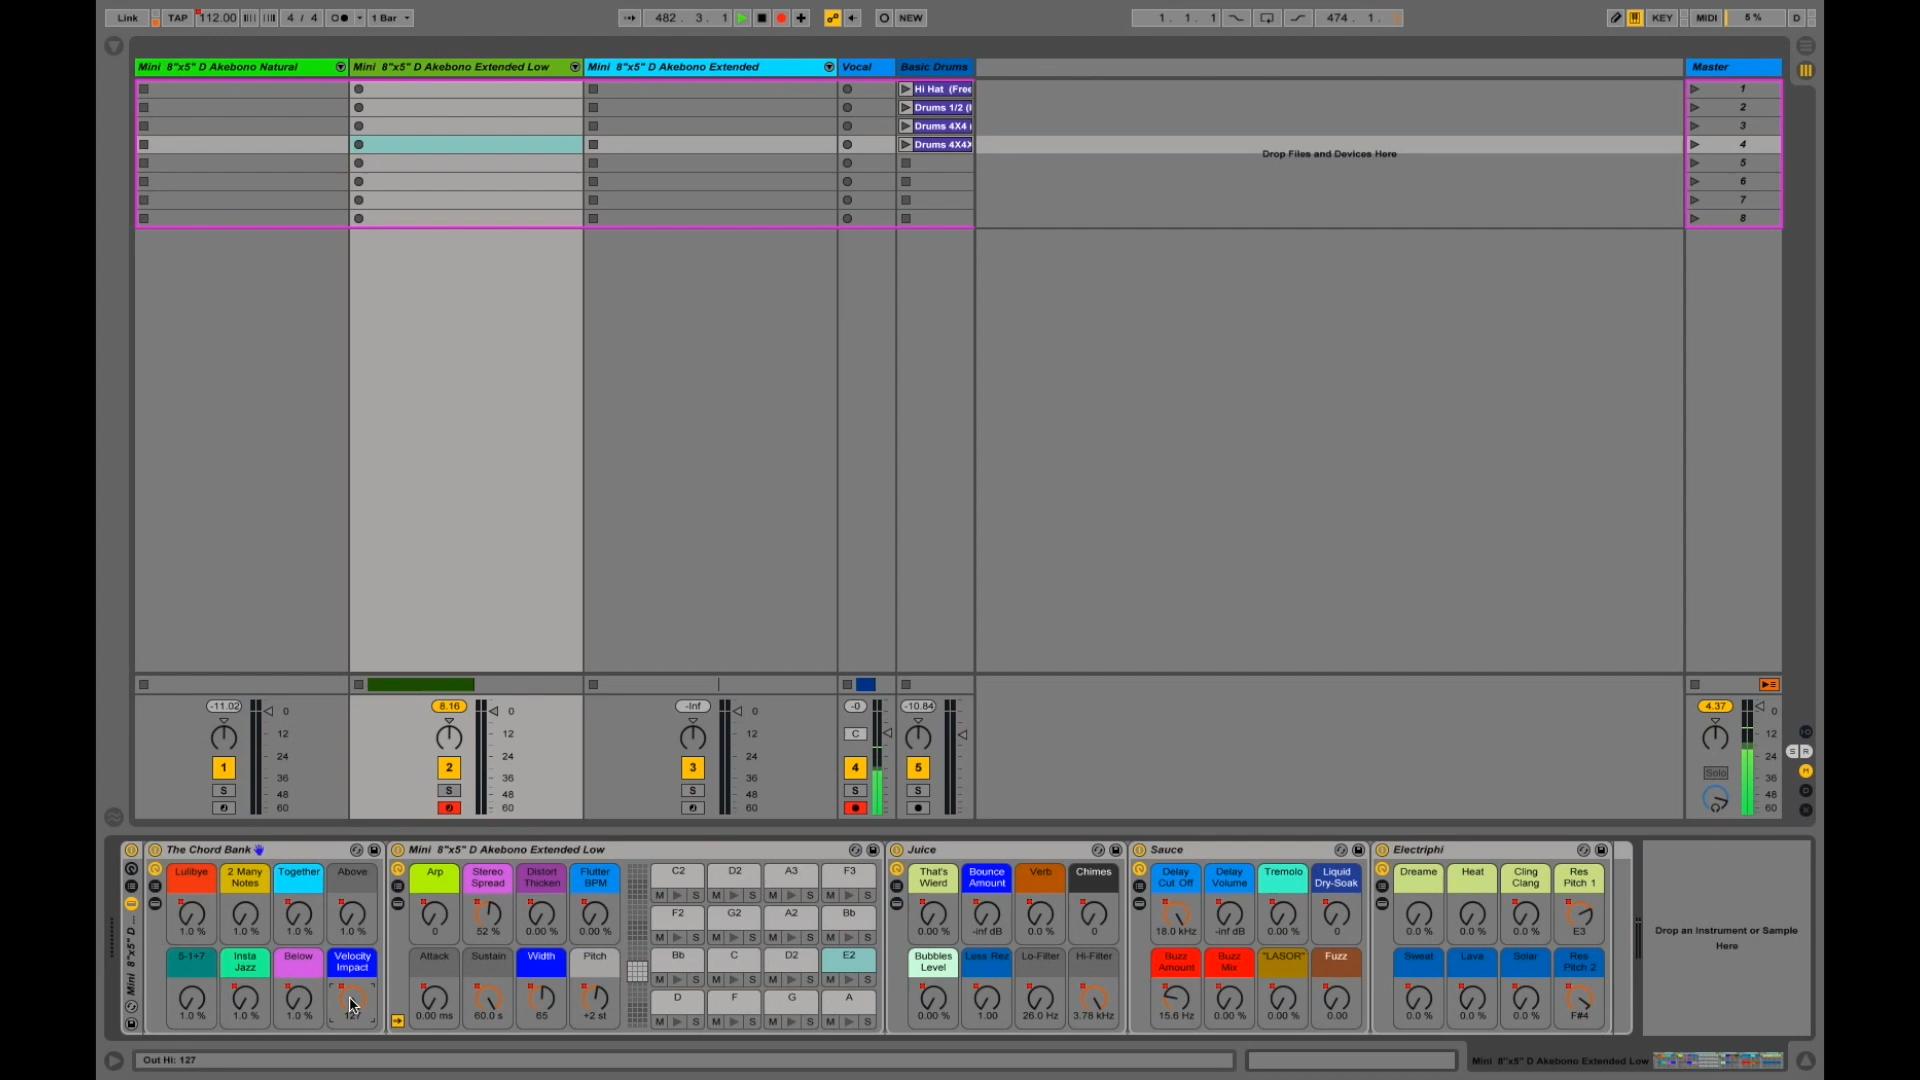 Link TAP 112.00 4 / 4 1 Bar 482 . 3 . 1 NEW 1 . 1 . 1 474 . 1 . KEY MIDI 5 % D
Mini 8"x5" D Akebono Natural Mini 8"x5" D Akebono Extended Low Mini 8"x5" D Akebono Extended Vocal Basic Drums Master
Hi Hat (Free 1
Drums 1/2 ( 2
Drums 4X4 3
Drums 4X4X 4
Drop Files and Devices Here
5
6
7
8
-11.02 0 8.16 0 -Inf 0 -0 -10.84 4.37 0
12 12 12 C 12
24 24 24 24
1 2 3 4 5
36 36 36 Solo 36
S 48 S 48 S 48 S S 48
60 60 60 60
S R
The Chord Bank Mini 8"x5" D Akebono Extended Low Juice Sauce Electriphi
Lulibye 2 Many Notes Together Above Arp Stereo Spread Distort Thicken Flutter BPM C2 D2 A3 F3 That's Wierd Bounce Amount Verb Chimes Delay Cut Off Delay Volume Tremolo Liquid Dry-Soak Dreame Heat Cling Clang Res Pitch 1
M S M S M S M S
F2 G2 A2 Bb
1.0 % 1.0 % 1.0 % 1.0 % 0 52 % 0.00 % 0.00 % 0.0 % -inf dB 0.0 % 0 18.0 kHz -inf dB 0.00 % 0 0.0 % 0.0 % 0.0 % E3
M S M S M S M S
Drop an Instrument or Sample
Here
5-1+7 Insta Jazz Below Velocity Impact Attack Sustain Width Pitch Bb C D2 E2 Bubbles Level Less Rez Lo-Filter Hi-Filter Buzz Amount Buzz Mix "LASOR" Fuzz Sweat Lava Solar Res Pitch 2
M S M S M S M S
D F G A
1.0 % 1.0 % 1.0 % 127 0.00 ms 60.0 s 65 +2 st 0.00 % 1.00 26.0 Hz 3.78 kHz 15.6 Hz 0.00 % 0.00 % 0.00 0.0 % 0.0 % 0.0 % F#4
M S M S M S M S
Mini 8"x5" D. ...
Out Hi: 127 Mini 8"x5" D Akebono Extended Low